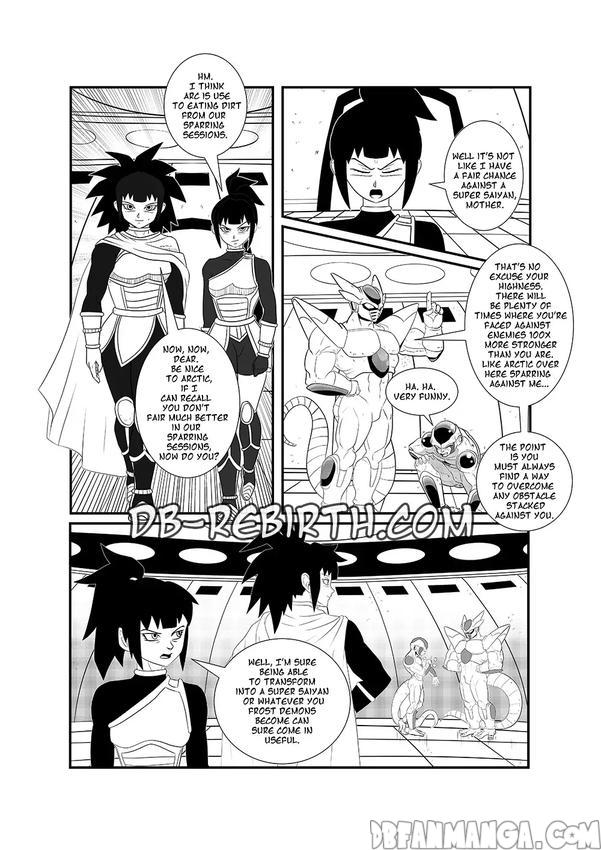 HM.
I THINK
ARC IS USE
TO EATING DIRT
FROM OUR
SPARRING
SESSIONS.
NOW, NOW,
DEAR.
BE NICE
TO ARCTIC,
IF I
CAN RECALL
YOU DON'T
FAIR MUCH BETTER
IN OUR
SPARRING
SESSIONS,
NOW DO YOU?
WELL IT'S NOT
LIKE I HAVE
A FAIR CHANCE
AGAINST A
SUPER SAIYAN,
MOTHER.
THAT'S NO
EXCUSE YOUR
HIGHNESS.
THERE WILL
BE PLENTY OF
TIMES WHERE YOU'RE
FACED AGAINST
ENEMIES 100X
MORE STRONGER
THAN YOU ARE.
LIKE ARCTIC OVER
HERE SPARRING
AGAINST ME...
HA. HA.
VERY FUNNY.
THE POINT
IS YOU
MUST ALWAYS
FIND A WAY
TO OVERCOME
ANY OBSTACLE
STACKED
AGAINST YOU.
DB-REBIRTH.COM
WELL, I'M SURE
BEING ABLE
TO TRANSFORM
INTO A SUPER SAIYAN
OR WHATEVER YOU
FROST DEMONS
BECOME CAN
SURE COME IN
USEFUL.
DBFANMANGA.COM